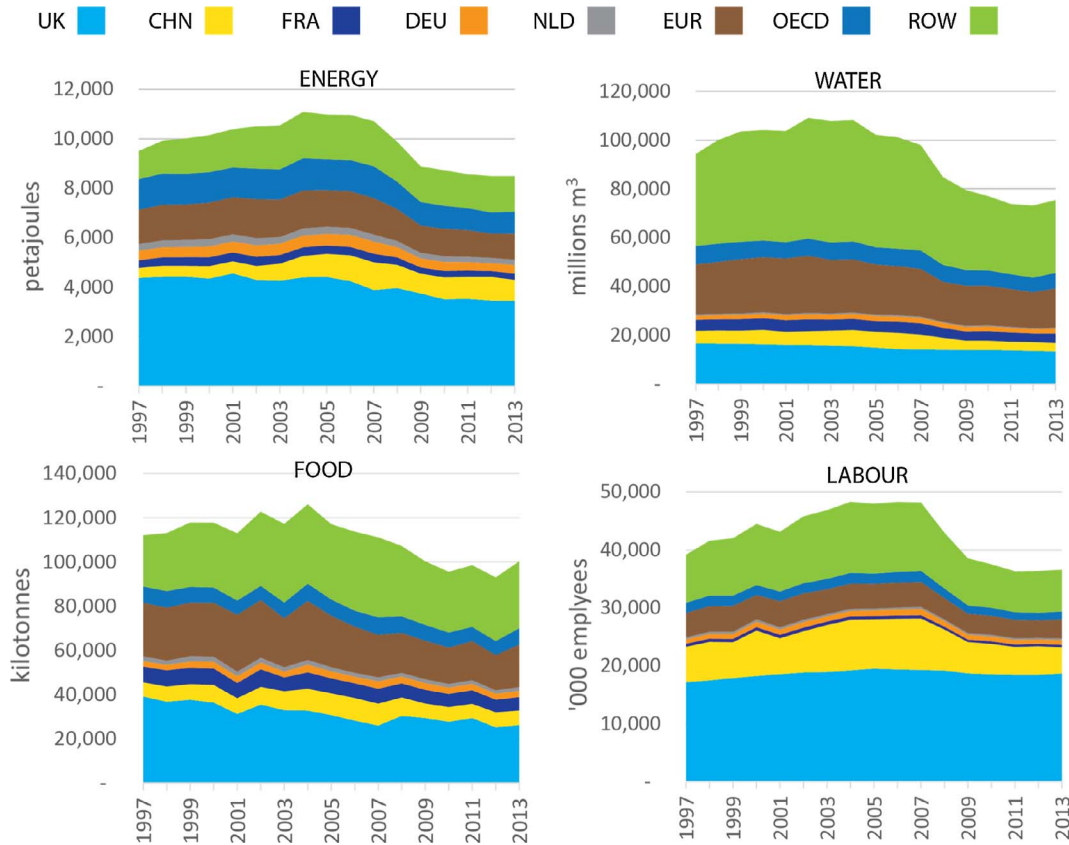 UK CHN FRA DEU NLD EUR OECD ROW
ENERGY
petajoules
12,000
10,000
8,000
6,000
4,000
2,000
-
1997 1999 2001 2003 2005 2007 2009 2011 2013
WATER
millions m³
120,000
100,000
80,000
60,000
40,000
20,000
-
1997 1999 2001 2003 2005 2007 2009 2011 2013
FOOD
kilotonnes
140,000
120,000
100,000
80,000
60,000
40,000
20,000
-
1997 1999 2001 2003 2005 2007 2009 2011 2013
LABOUR
'000 emplyees
50,000
40,000
30,000
20,000
10,000
-
1997 1999 2001 2003 2005 2007 2009 2011 2013